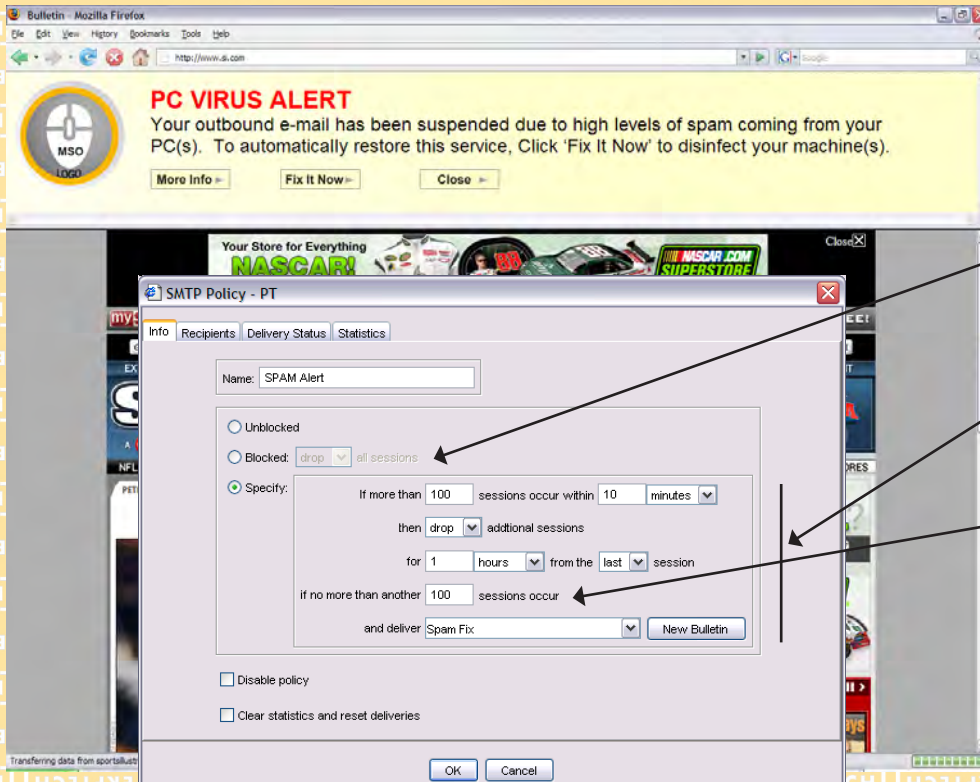 Bulletin - Mozilla Firefox
File Edit View History Bookmarks Tools Help
http://www.si.com
Google
PC VIRUS ALERT
Your outbound e-mail has been suspended due to high levels of spam coming from your
PC(s). To automatically restore this service, Click 'Fix It Now' to disinfect your machine(s).
MSO
LOGO
More Info
Fix It Now
Close
Your Store for Everything
NASCAR!
88
NASCAR.COM
SUPERSTORE
Close
SMTP Policy - PT
Info Recipients Delivery Status Statistics
Name: SPAM Alert
Unblocked
Blocked: drop all sessions
Specify:
If more than 100 sessions occur within 10 minutes
then drop addtional sessions
for 1 hours from the last session
if no more than another 100 sessions occur
and deliver Spam Fix New Bulletin
Disable policy
Clear statistics and reset deliveries
OK Cancel
NFL
Transferring data from sportsillust